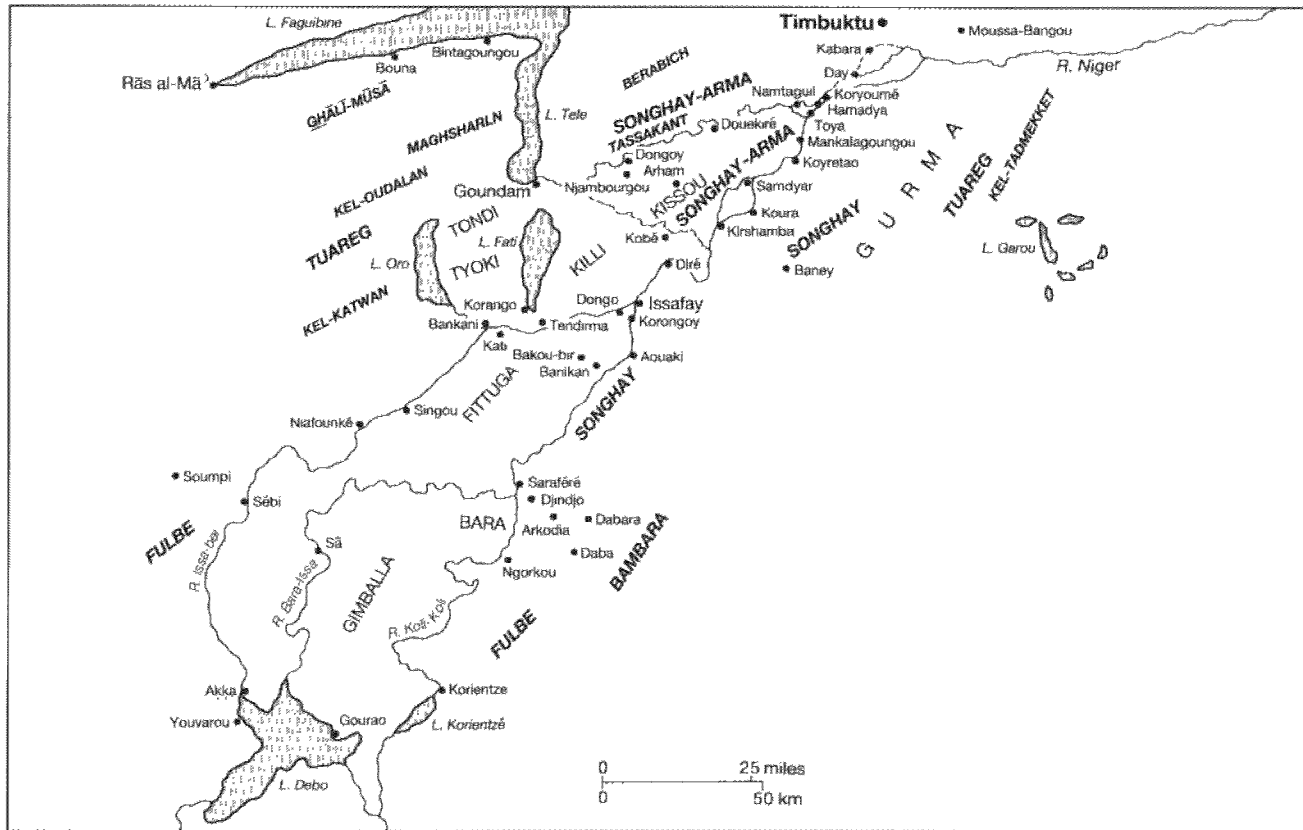 L. Faguibine
Timbuktu
Moussa-Bangou
Bintagoungou
Kabara
Bouna
R. Niger
Rās al-Mā'
BERABICH
Day
GHĀLĪ-MŪSĀ
SONGHAY-ARMA
Namtaguil
Koryoumé
L. Tele
Hamadya
MAGHSHARLN
TASSAKANT
Douekiré
Toya
Mankalagoungou
GURMA
Dongoy
SONGHAY-ARMA
Koyretao
TUAREG
KEL-TADMEKKET
Arham
KEL-OUDALAN
Goundam
Njambourgou
KISSOU
Samdyar
TONDI
Koura
Kirshamba
SONGHAY
L. Garou
TUAREG
L. Fati
Kobé
L. Oro
TYOKI
KILLI
Diré
Baney
KEL-KATWAN
Korango
Dongo
Issafay
Bankani
Tendirma
Korongoy
Kati
Bakou-bir
Aouaki
Banikan
FITTUGA
SONGHAY
Singou
Niafounké
Soumpi
Saraféré
Sébi
Djindjo
BARA
Dabara
Arkodia
FULBE
Sā
Daba
BAMBARA
R. Issa-ber
Ngorkou
R. Bara-Issa
GIMBALLA
R. Koli-Koli
FULBE
Akka
Korientze
Youvarou
Gourao
L. Korientzé
L. Debo
0 25 miles
0 50 km